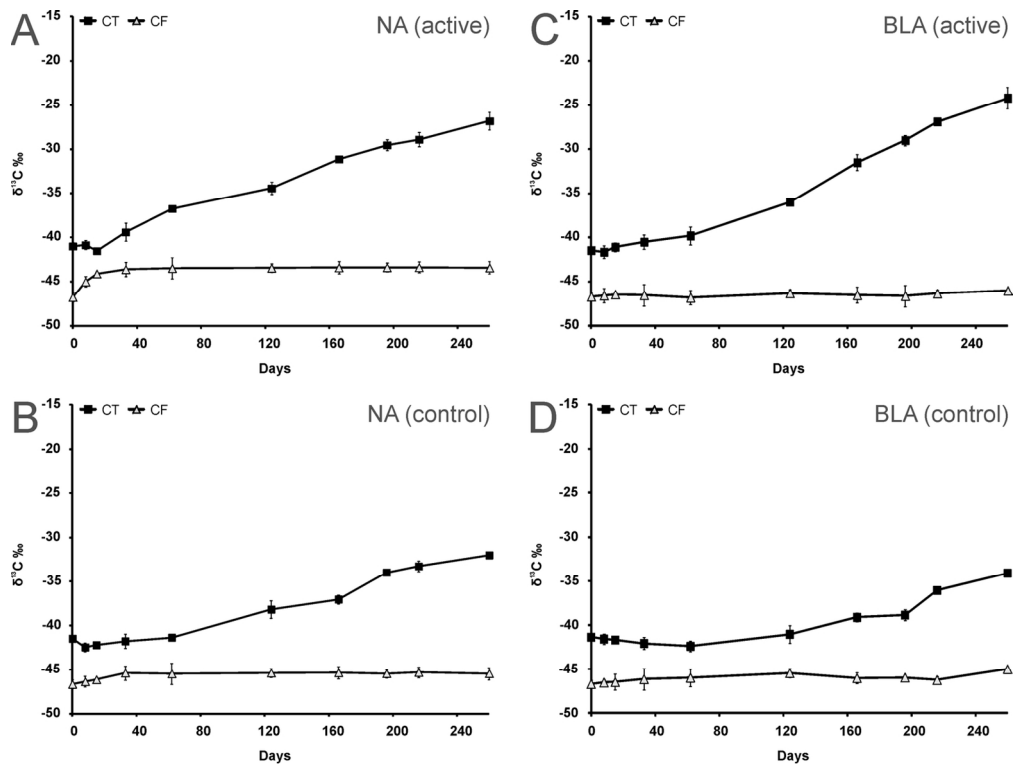 A
CT CF
NA (active)
-15
-20
-25
-30
-35
-40
-45
-50
δ¹³C ‰
0 40 80 120 160 200 240
Days
C
CT CF
BLA (active)
-15
-20
-25
-30
-35
-40
-45
-50
δ¹³C ‰
0 40 80 120 160 200 240
Days
B
CT CF
NA (control)
-15
-20
-25
-30
-35
-40
-45
-50
δ¹³C ‰
0 40 80 120 160 200 240
Days
D
CT CF
BLA (control)
-15
-20
-25
-30
-35
-40
-45
-50
δ¹³C ‰
0 40 80 120 160 200 240
Days